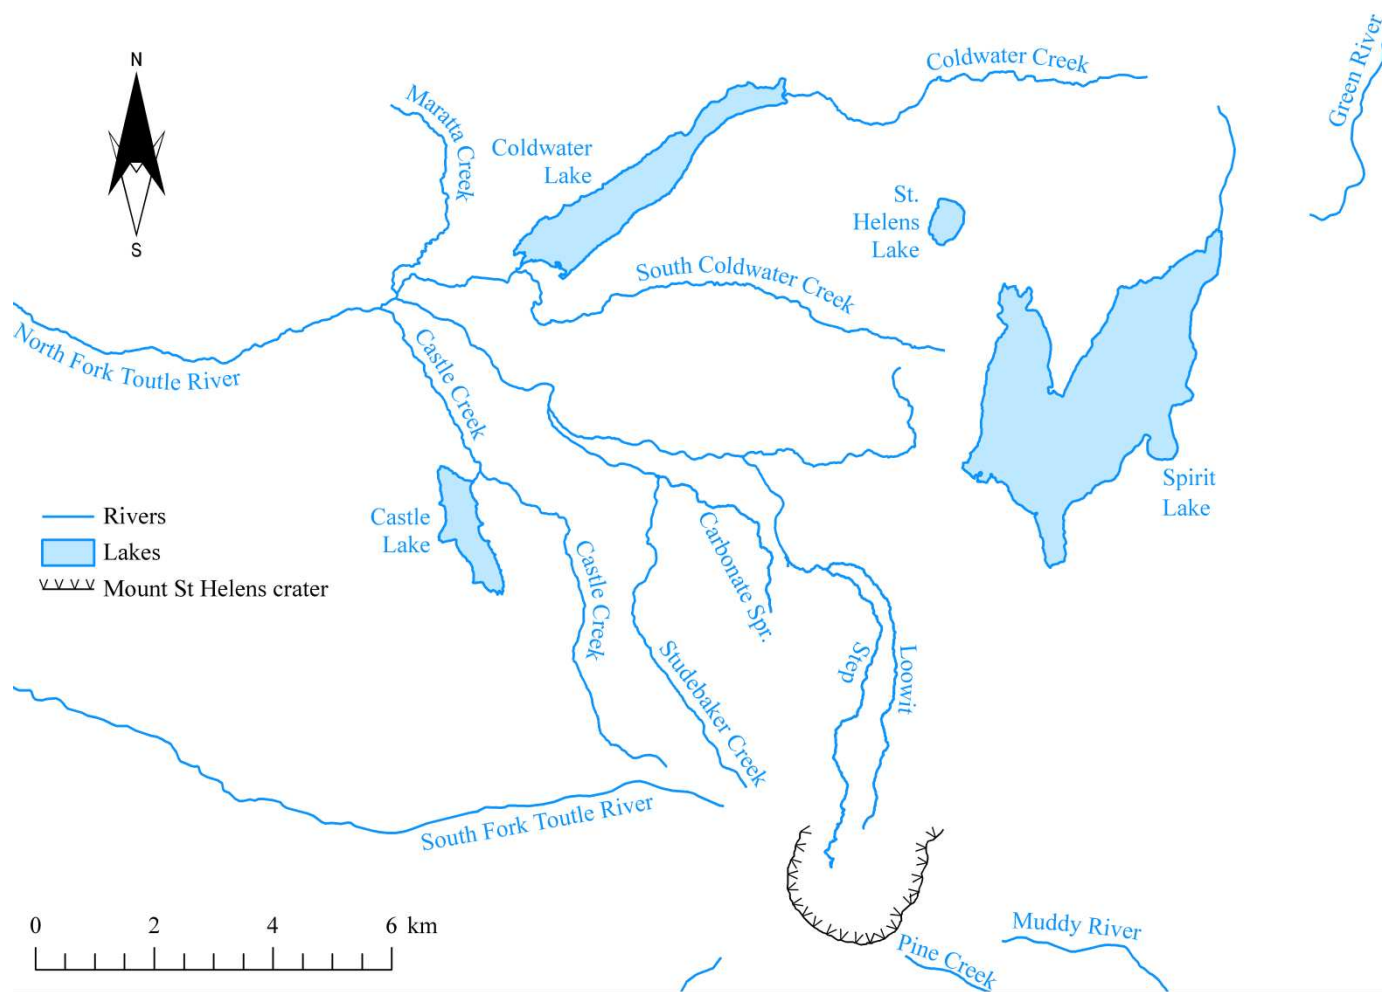 N
S
Maratta Creek
Coldwater
Lake
Coldwater Creek
Green River
St.
Helens
Lake
South Coldwater Creek
North Fork Toutle River
Castle Creek
Spirit
Lake
Castle
Lake
Carbonate Spr.
Castle Creek
Studebaker Creek
Step
Loowit
Rivers
Lakes
Mount St Helens crater
South Fork Toutle River
0 2 4 6 km
Muddy River
Pine Creek